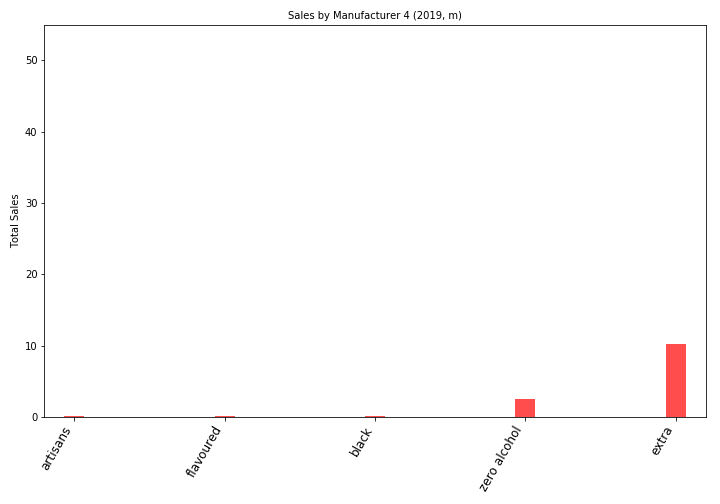 Sales by Manufacturer 4 (2019, m)
50
40
30
20
10
0
Total Sales
artisans
flavoured
black
zero alcohol
extra